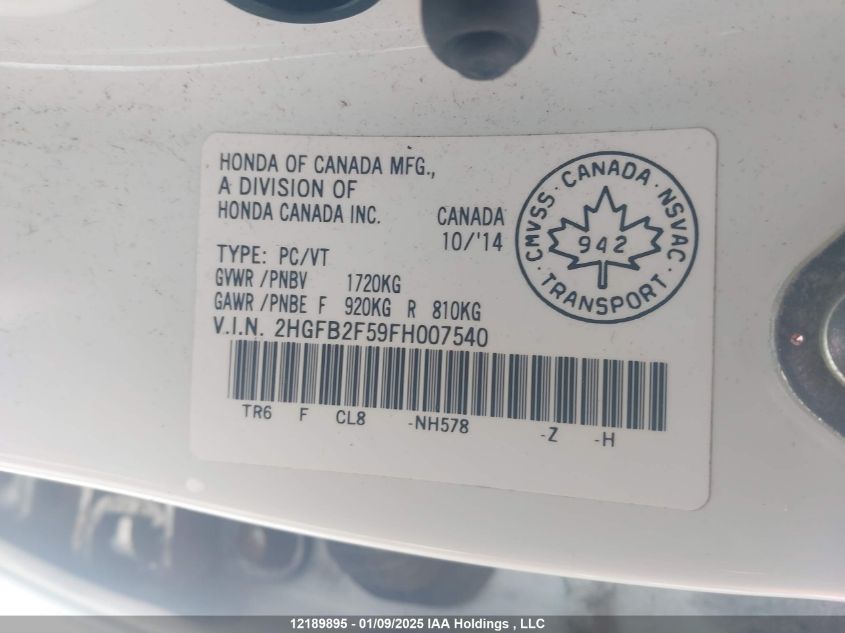 HONDA OF CANADA MFG.,
A DIVISION OF
HONDA CANADA INC. CANADA
10/'14
TYPE: PC/VT
GVWR /PNBV 1720KG
GAWR /PNBE F 920KG R 810KG
V.I.N. 2HGFB2F59FH007540
TR6 F CL8 -NH578 -Z -H
CMVSS · CANADA · NSVAC
942
· TRANSPORT ·
12189895 - 01/09/2025 IAA Holdings , LLC